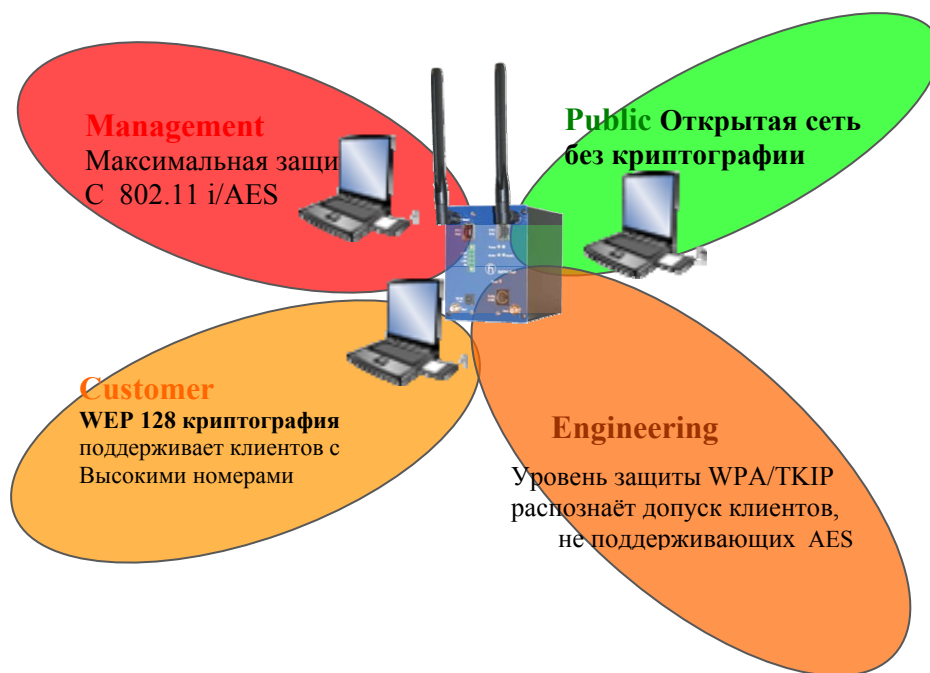 Management
Максимальная защи
С 802.11 i/AES
Public Открытая сеть
без криптографии
Customer
WEP 128 криптография
поддерживает клиентов с
Высокими номерами
Engineering
Уровень защиты WPA/TKIP
распознаёт допуск клиентов,
не поддерживающих AES